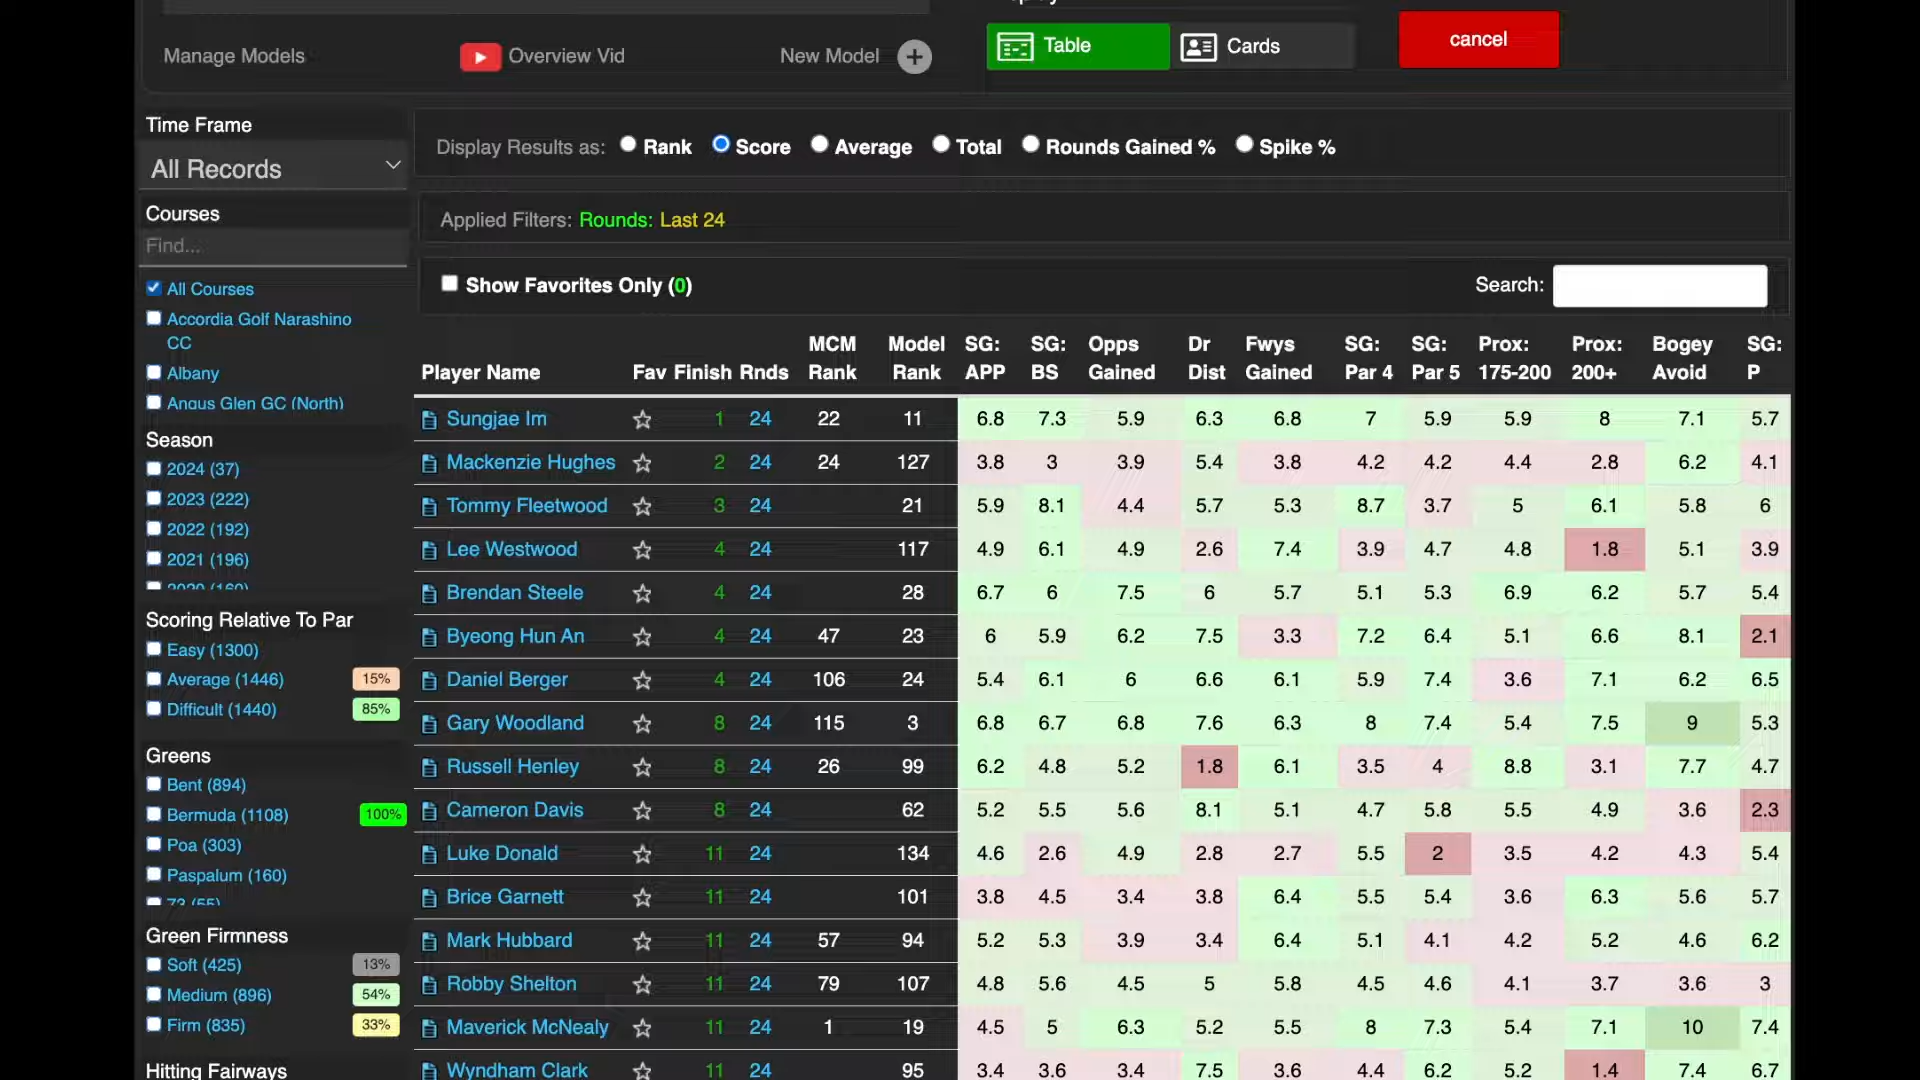 Manage Models
Overview Vid
New Model
Table
Cards
cancel
Time Frame
All Records
Courses
Find...
All Courses
Accordia Golf Narashino
CC
Albany
Angus Glen GC (North)
Season
2024 (37)
2023 (222)
2022 (192)
2021 (196)
2020 (160)
Scoring Relative To Par
Easy (1300)
Average (1446) 15%
Difficult (1440) 85%
Greens
Bent (894)
Bermuda (1108) 100%
Poa (303)
Paspalum (160)
Green Firmness
Soft (425) 13%
Medium (896) 54%
Firm (835) 33%
Hitting Fairways
Display Results as: Rank Score Average Total Rounds Gained % Spike %
Applied Filters: Rounds: Last 24
Show Favorites Only (0)
Search:
MCM Model SG: SG: Opps Dr Fwys SG: SG: Prox: Prox: Bogey SG:
Player Name Fav Finish Rnds Rank Rank APP BS Gained Dist Gained Par 4 Par 5 175-200 200+ Avoid P
Sungjae Im 1 24 22 11 6.8 7.3 5.9 6.3 6.8 7 5.9 5.9 8 7.1 5.7
Mackenzie Hughes 2 24 24 127 3.8 3 3.9 5.4 3.8 4.2 4.2 4.4 2.8 6.2 4.1
Tommy Fleetwood 3 24 21 5.9 8.1 4.4 5.7 5.3 8.7 3.7 5 6.1 5.8 6
Lee Westwood 4 24 117 4.9 6.1 4.9 2.6 7.4 3.9 4.7 4.8 1.8 5.1 3.9
Brendan Steele 4 24 28 6.7 6 7.5 6 5.7 5.1 5.3 6.9 6.2 5.7 5.4
Byeong Hun An 4 24 47 23 6 5.9 6.2 7.5 3.3 7.2 6.4 5.1 6.6 8.1 2.1
Daniel Berger 4 24 106 24 5.4 6.1 6 6.6 6.1 5.9 7.4 3.6 7.1 6.2 6.5
Gary Woodland 8 24 115 3 6.8 6.7 6.8 7.6 6.3 8 7.4 5.4 7.5 9 5.3
Russell Henley 8 24 26 99 6.2 4.8 5.2 1.8 6.1 3.5 4 8.8 3.1 7.7 4.7
Cameron Davis 8 24 62 5.2 5.5 5.6 8.1 5.1 4.7 5.8 5.5 4.9 3.6 2.3
Luke Donald 11 24 134 4.6 2.6 4.9 2.8 2.7 5.5 2 3.5 4.2 4.3 5.4
Brice Garnett 11 24 101 3.8 4.5 3.4 3.8 6.4 5.5 5.4 3.6 6.3 5.6 5.7
Mark Hubbard 11 24 57 94 5.2 5.3 3.9 3.4 6.4 5.1 4.1 4.2 5.2 4.6 6.2
Robby Shelton 11 24 79 107 4.8 5.6 4.5 5 5.8 4.5 4.6 4.1 3.7 3.6 3
Maverick McNealy 11 24 1 19 4.5 5 6.3 5.2 5.5 8 7.3 5.4 7.1 10 7.4
Wyndham Clark 11 24 95 3.4 3.6 3.4 7.5 3.6 4.4 6.2 5.2 1.4 7.4 6.7